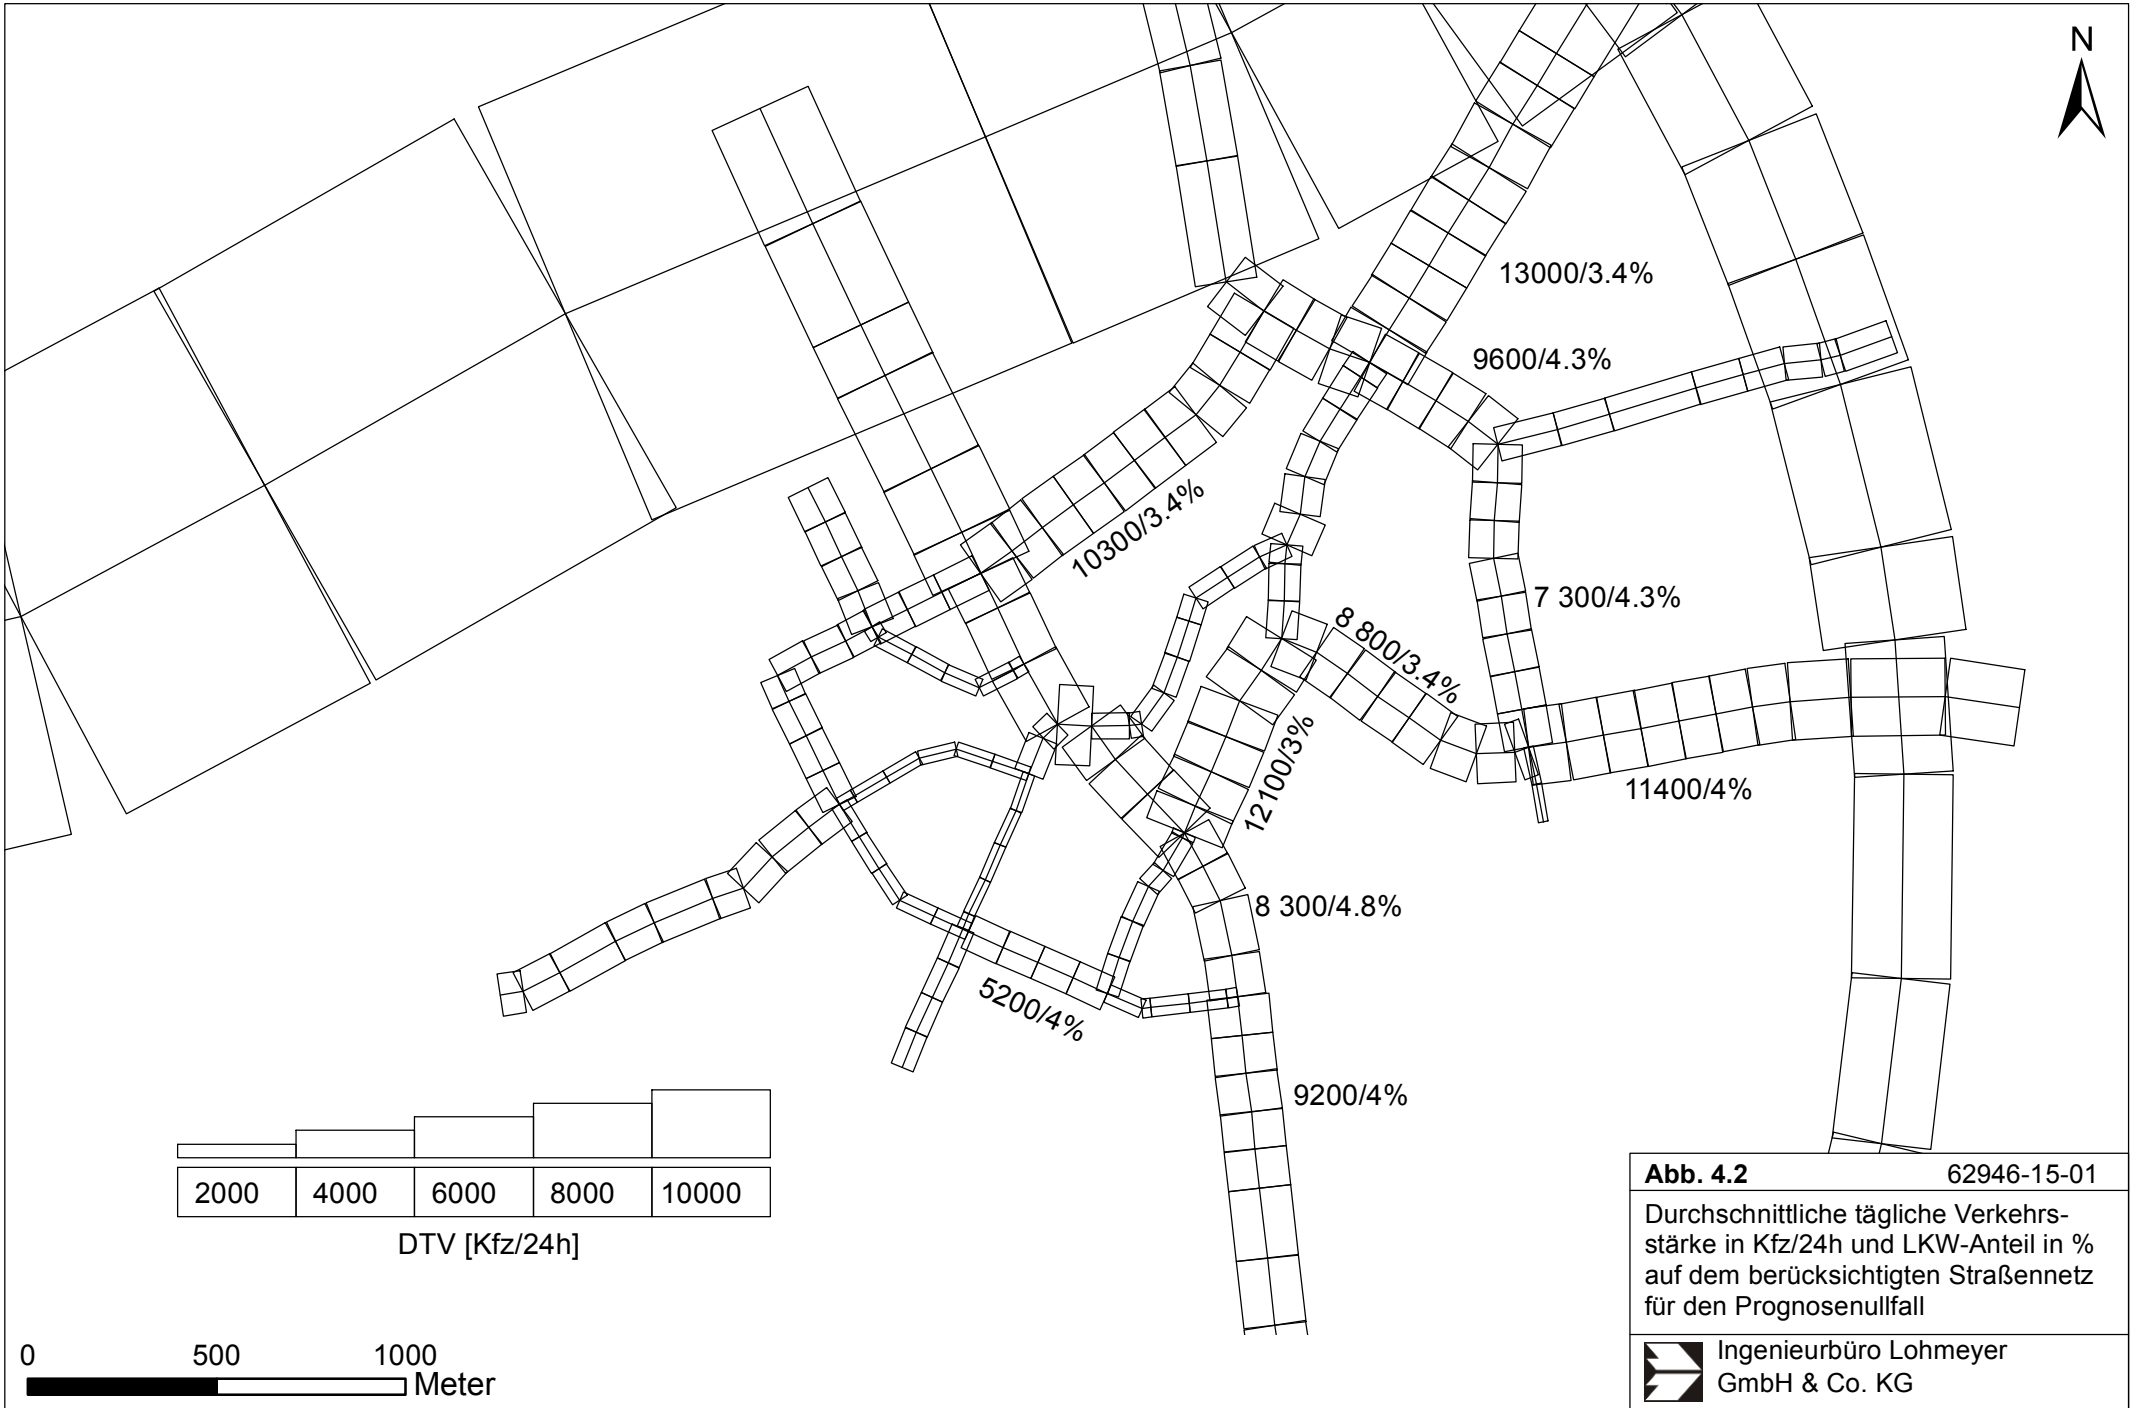 N
13000/3.4%
9600/4.3%
10300/3.4%
7 300/4.3%
8 800/3.4%
12100/3%
11400/4%
8 300/4.8%
5200/4%
9200/4%
2000 4000 6000 8000 10000
DTV [Kfz/24h]
0 500 1000
Meter
Abb. 4.2 62946-15-01
Durchschnittliche tägliche Verkehrs-
stärke in Kfz/24h und LKW-Anteil in %
auf dem berücksichtigten Straßennetz
für den Prognosenullfall
Ingenieurbüro Lohmeyer
GmbH & Co. KG